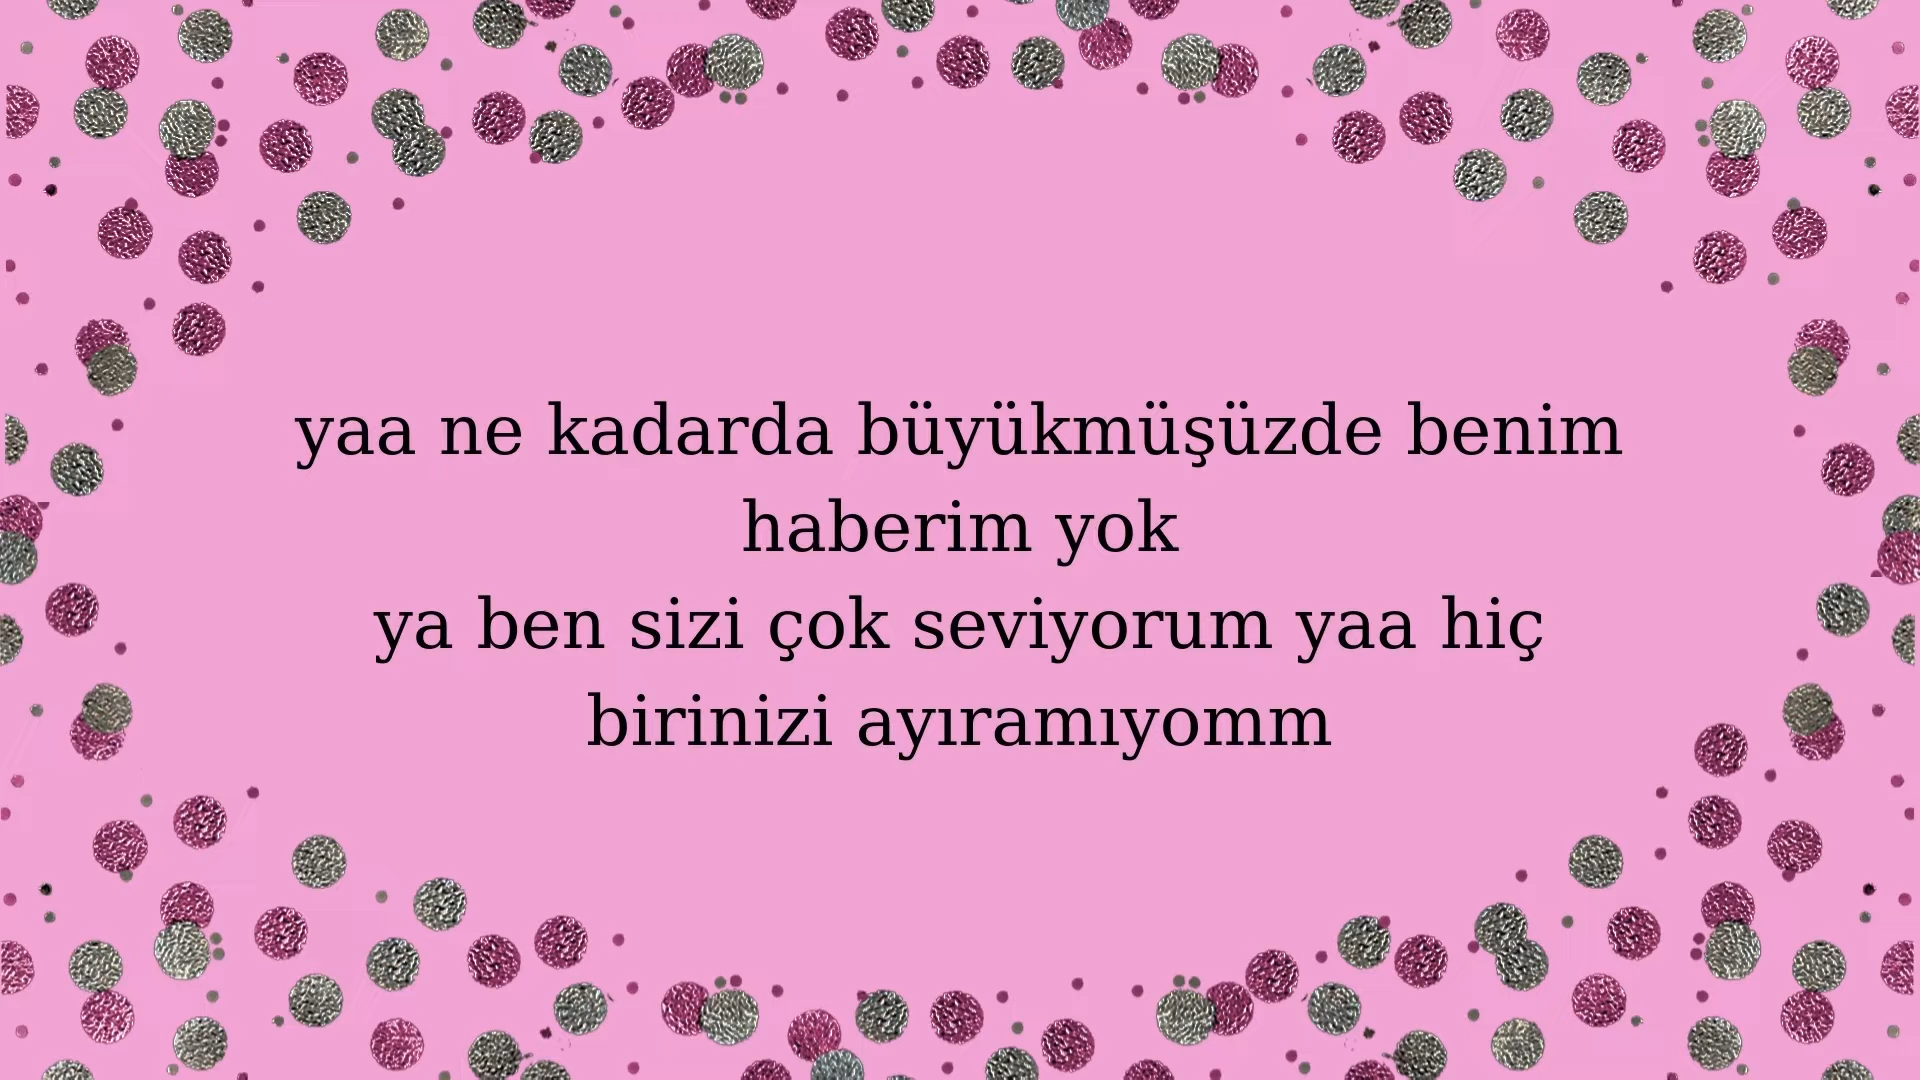 yaa ne kadarda büyükmüşüzde benim
haberim yok
ya ben sizi çok seviyorum yaa hiç
birinizi ayıramıyomm